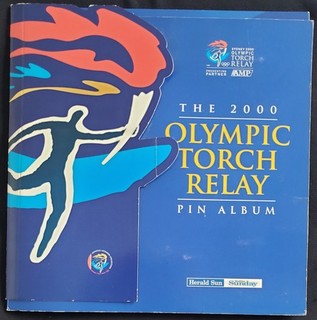 SYDNEY 2000
OLYMPIC
TORCH
RELAY
PRESENTING
PARTNER
AMP
THE 2000
OLYMPIC
TORCH
RELAY
PIN ALBUM
Herald Sun
Sunday